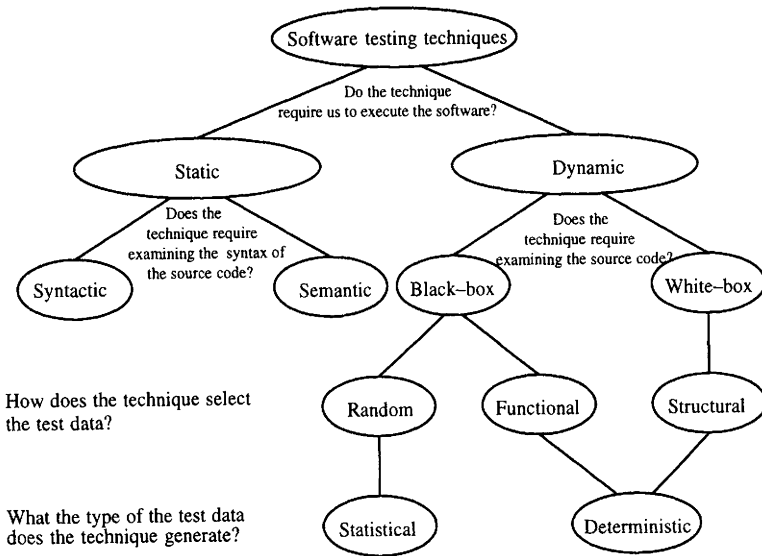 Software testing techniques
Do the technique
require us to execute the software?
Static
Dynamic
Does the
technique require
examining the syntax of
the source code?
Does the
technique require
examining the source code?
Syntactic
Semantic
Black–box
White–box
How does the technique select
the test data?
Random
Functional
Structural
What the type of the test data
does the technique generate?
Statistical
Deterministic